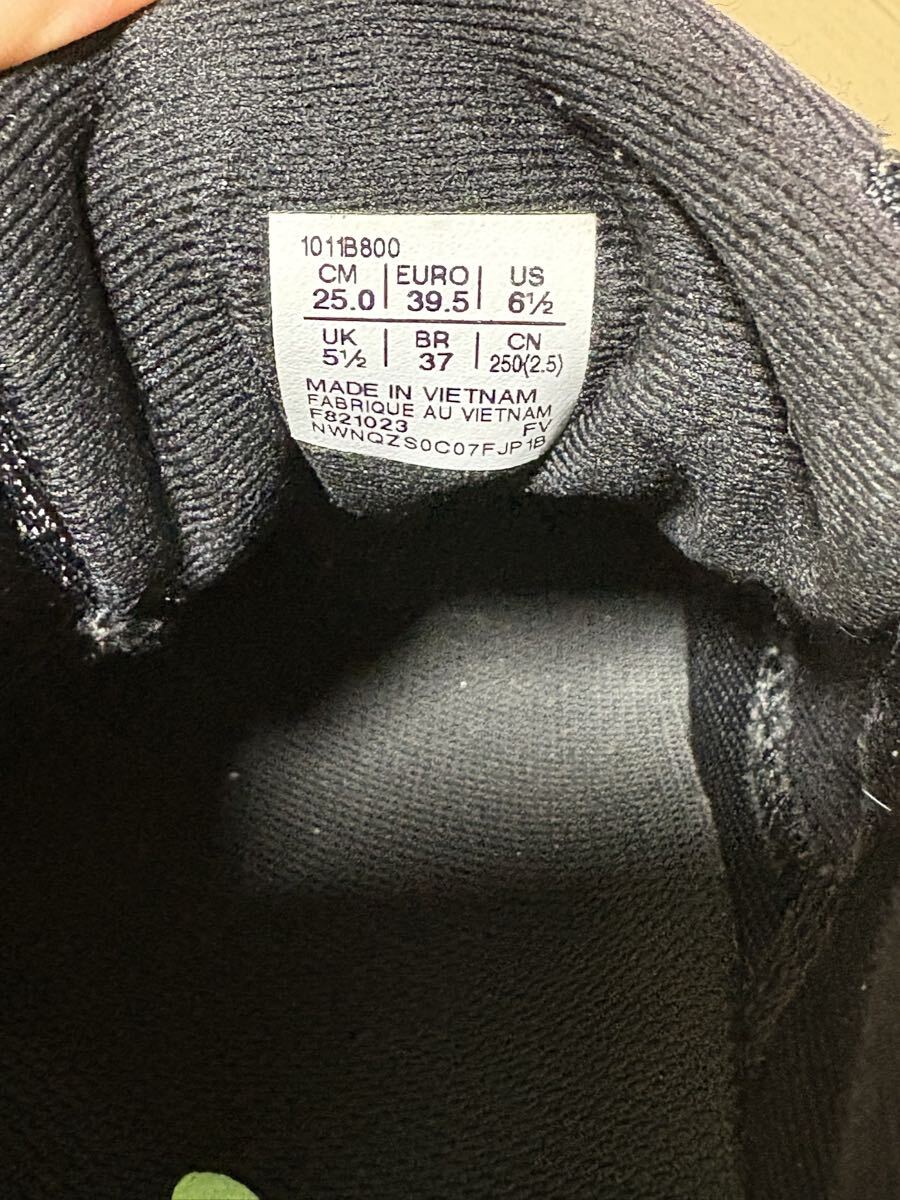 1011B800
CM | EURO | US
25.0 | 39.5 | 6½
UK | BR | CN
5½ | 37 | 250(2.5)
MADE IN VIETNAM
FABRIQUE AU VIETNAM
F821023 FV
NWNQZS0C07FJP1B